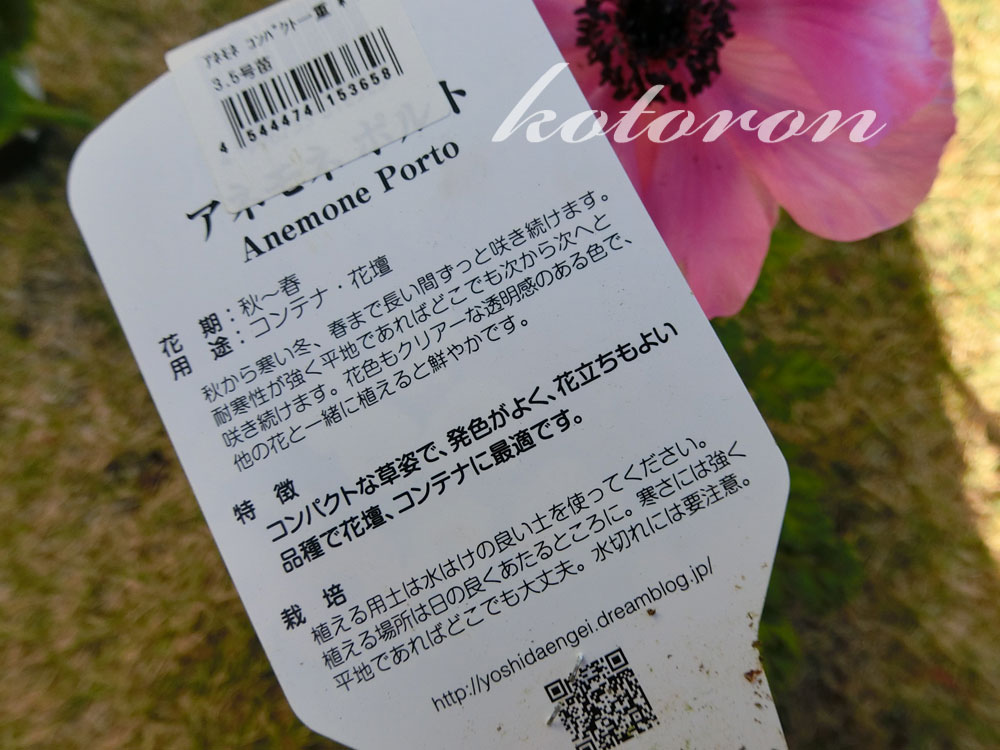 ｱﾈﾓﾈ ｺﾝﾊﾟｸﾄ一重
3.5号苗
4 544474 153658
kotoron
アネモネ ポルト
Anemone Porto
花 期：秋～春
用 途：コンテナ・花壇
秋から寒い冬、春まで長い間ずっと咲き続けます。
耐寒性が強く平地であればどこでも次から次へと
咲き続けます。花色もクリアーな透明感のある色で、
他の花と一緒に植えると鮮やかです。
特 徴
コンパクトな草姿で、発色がよく、花立ちもよい
品種で花壇、コンテナに最適です。
栽 培
植える用土は水はけの良い土を使ってください。
植える場所は日の良くあたるところに。寒さには強く
平地であればどこでも大丈夫。水切れには要注意。
http://yoshidaengei.dreamblog.jp/